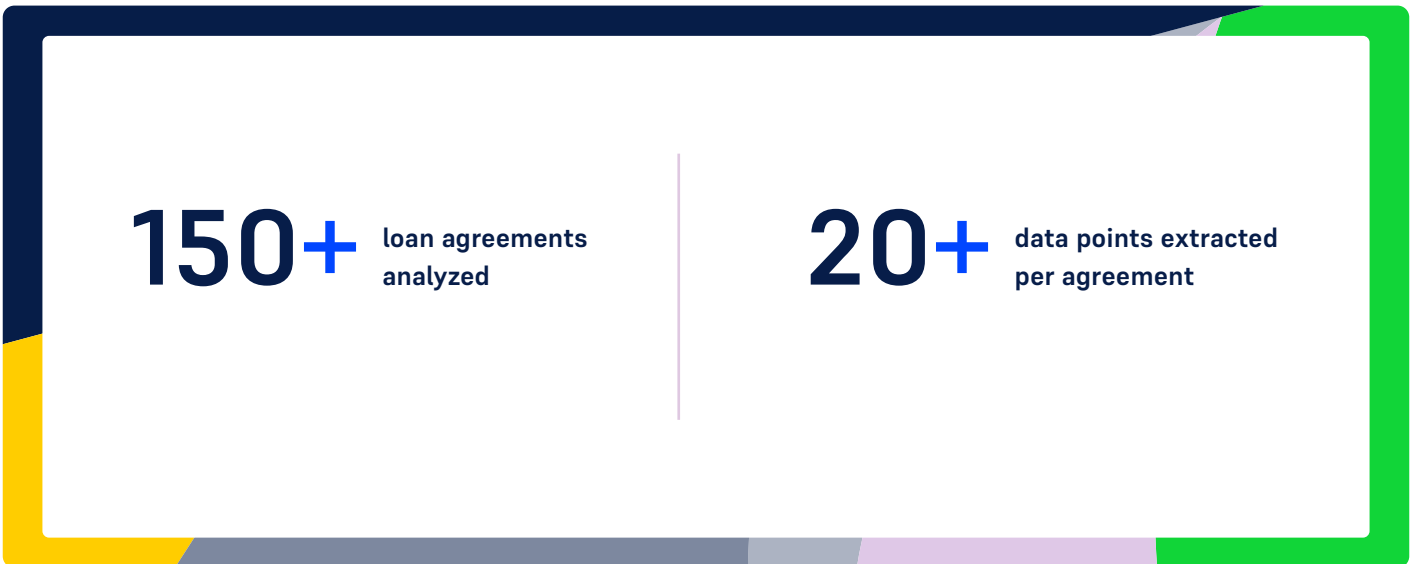 150+ loan agreements
analyzed
20+ data points extracted
per agreement